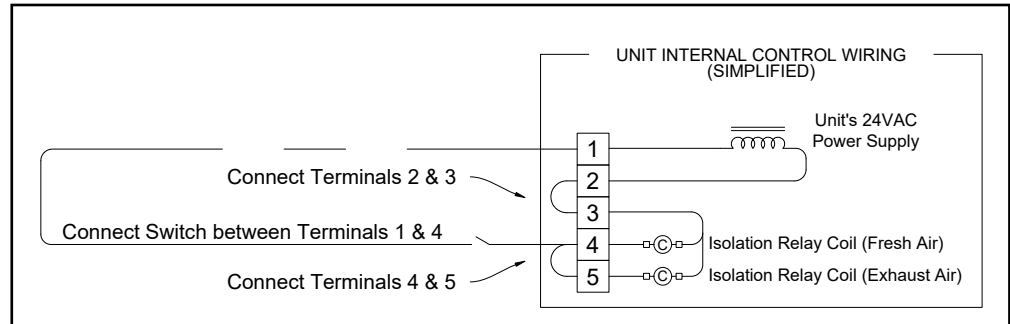 UNIT INTERNAL CONTROL WIRING
(SIMPLIFIED)
Unit's 24VAC
Power Supply
1
Connect Terminals 2 & 3
2
3
Connect Switch between Terminals 1 & 4
4
C
Isolation Relay Coil (Fresh Air)
Connect Terminals 4 & 5
5
C
Isolation Relay Coil (Exhaust Air)